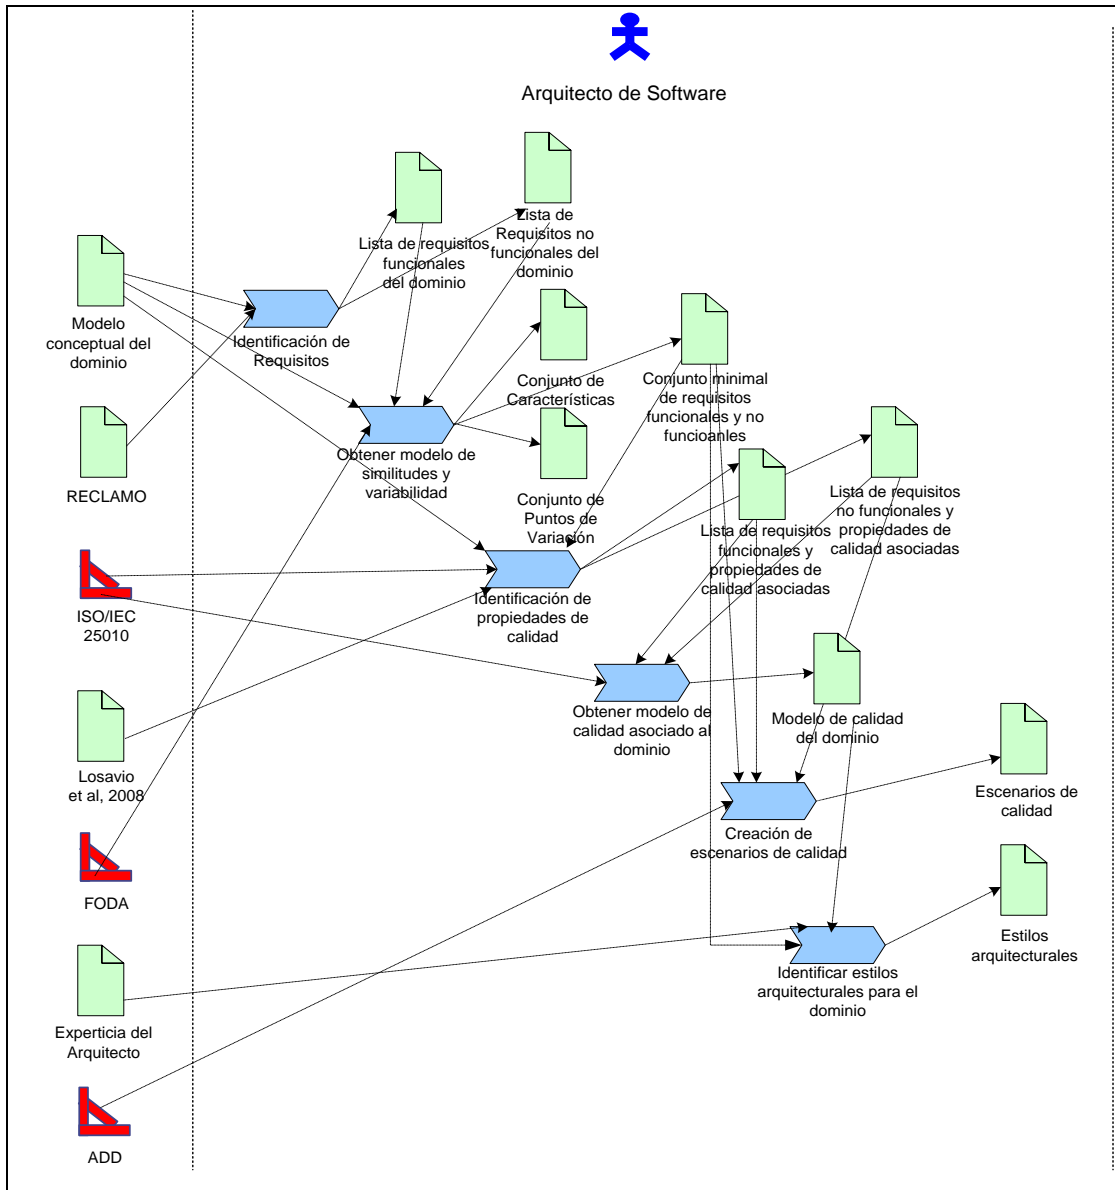 Arquitecto de Software
Lista de requisitos
funcionales
del dominio
Lista de
Requisitos no
funcionales del
dominio
Modelo
conceptual del
dominio
Identificación de
Requisitos
Conjunto de
Características
Conjunto minimal
de requisitos
funcionales y no
funcioanles
RECLAMO
Obtener modelo de
similitudes y
variabilidad
Conjunto de
Puntos de
Variación
Lista de requisitos
funcionales y
propiedades de
calidad asociadas
Lista de requisitos
no funcionales y
propiedades de
calidad asociadas
ISO/IEC
25010
Identificación de
propiedades de
calidad
Obtener modelo de
calidad asociado al
dominio
Modelo de calidad
del dominio
Losavio
et al, 2008
Creación de
escenarios de calidad
Escenarios de
calidad
FODA
Estilos
arquitecturales
Identificar estilos
arquitecturales para el
dominio
Experticia del
Arquitecto
ADD